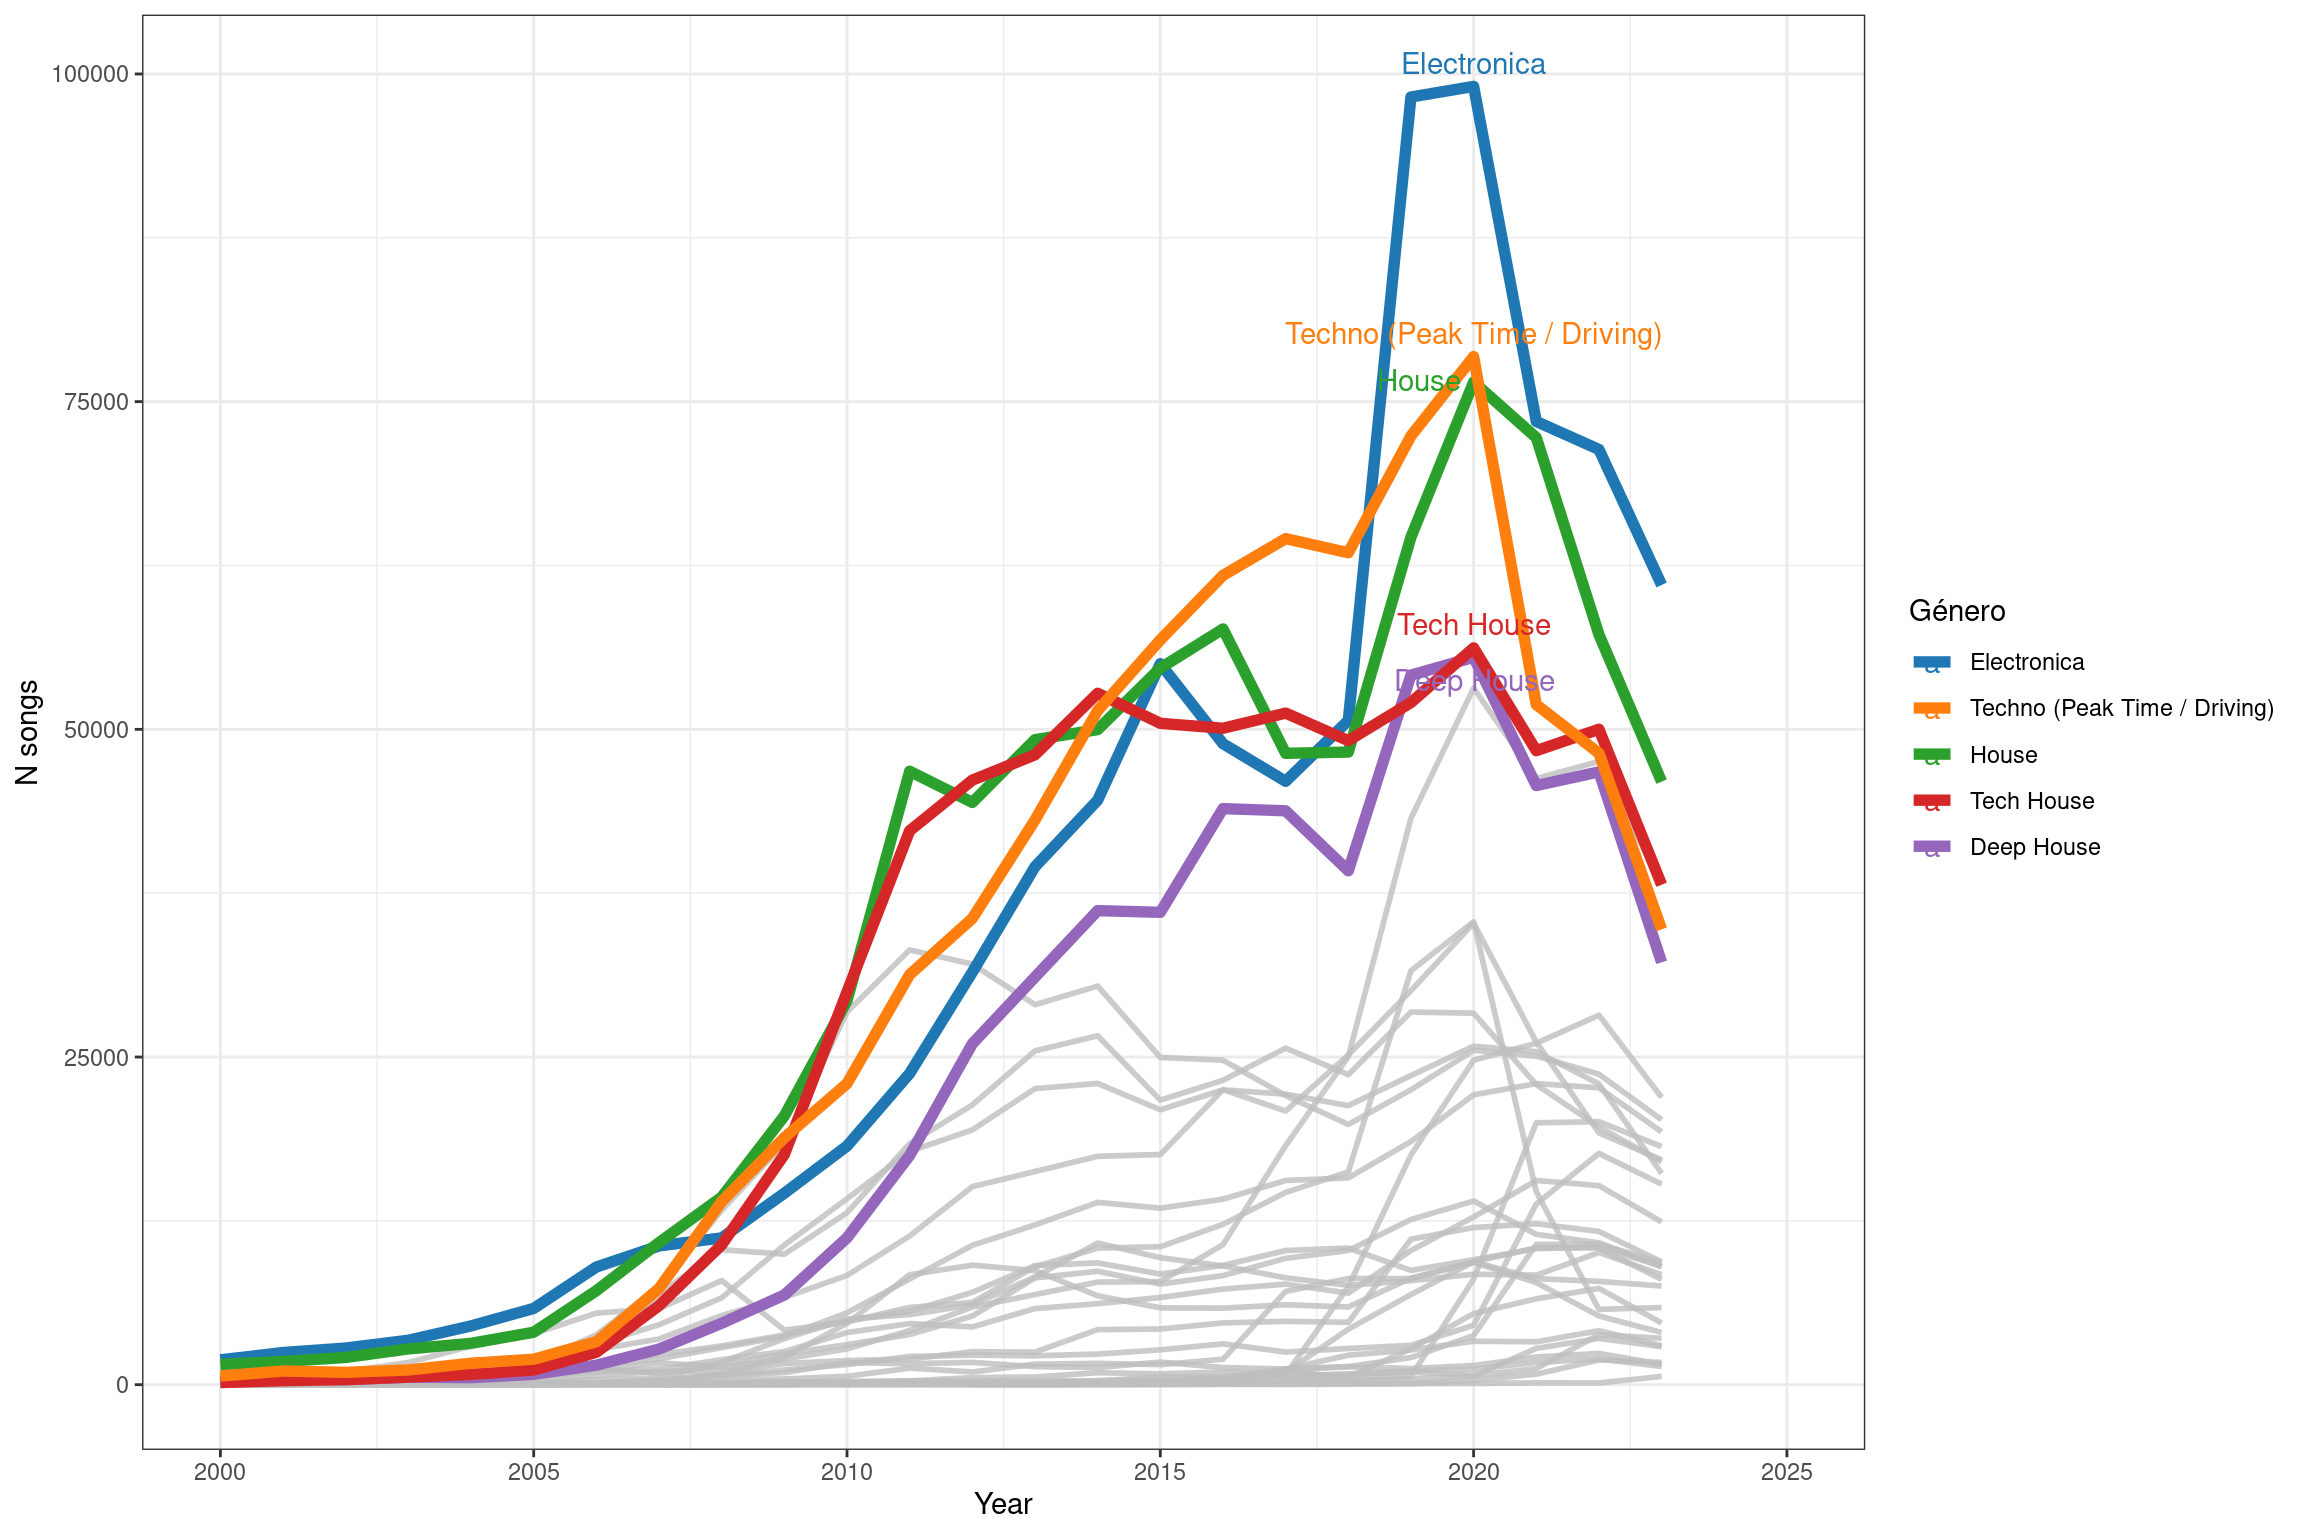 Electronica
Techno (Peak Time / Driving)
House
Tech House
Deep House
100000
75000
50000
25000
0
N songs
2000
2005
2010
2015
2020
2025
Year
Género
a Electronica
a Techno (Peak Time / Driving)
a House
a Tech House
a Deep House